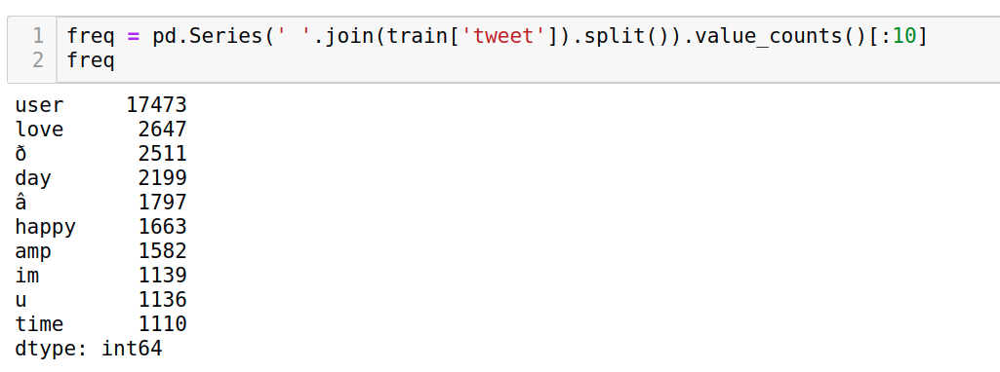 1 freq = pd.Series(' '.join(train['tweet']).split()).value_counts()[:10]
2 freq
user 17473
love 2647
ð 2511
day 2199
â 1797
happy 1663
amp 1582
im 1139
u 1136
time 1110
dtype: int64